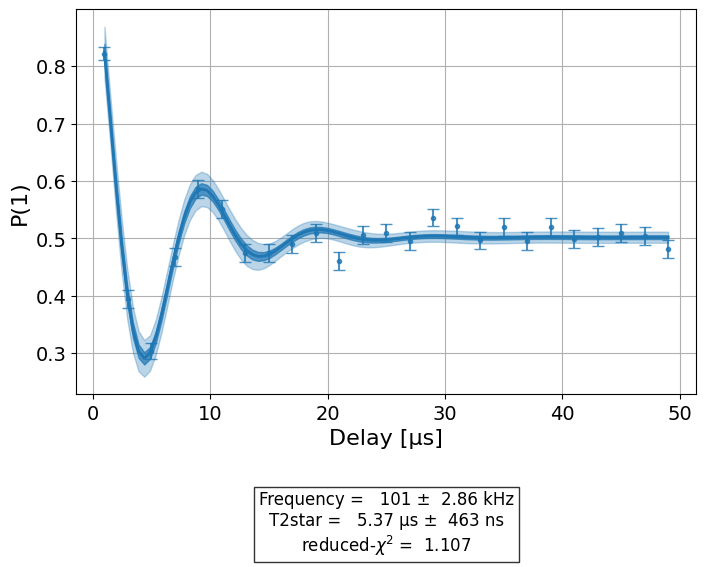 0.8
0.7
0.6
0.5
0.4
0.3
P(1)
0 10 20 30 40 50
Delay [µs]
Frequency = 101 ± 2.86 kHz
T2star = 5.37 µs ± 463 ns
reduced-χ² = 1.107